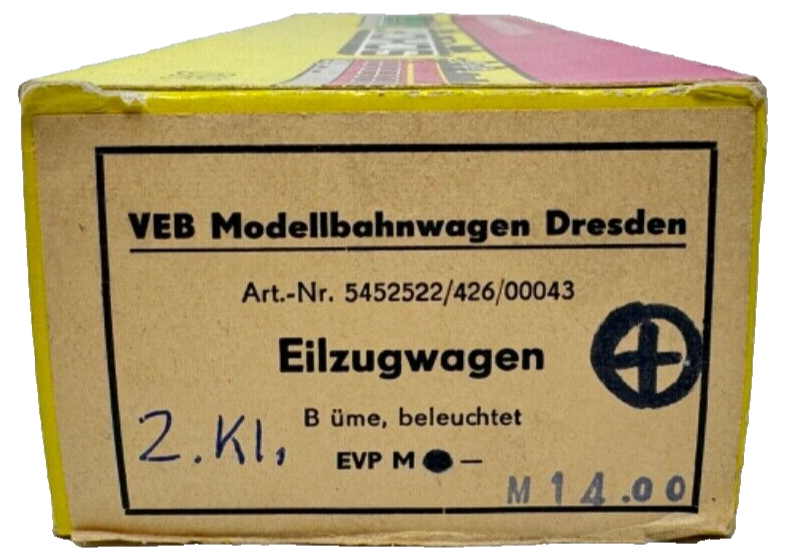 VEB Modellbahnwagen Dresden
Art.-Nr. 5452522/426/00043
Eilzugwagen
B üme, beleuchtet
2.Kl.
EVP M —
M 14.00